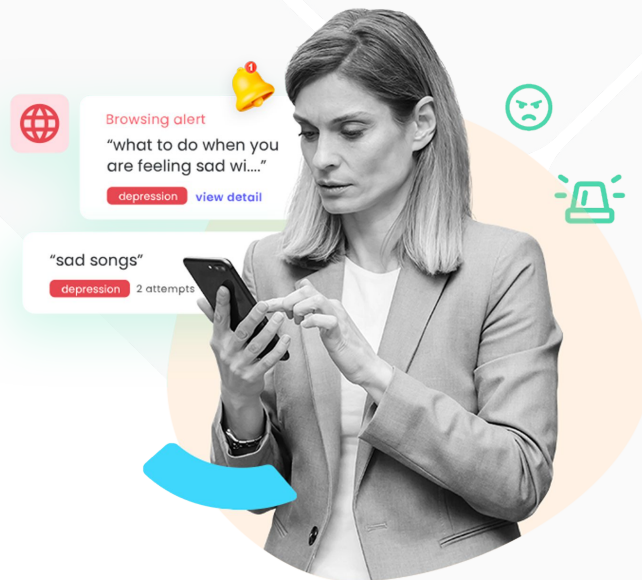 1
Browsing alert
“what to do when you
are feeling sad wi....”
depression view detail
“sad songs”
depression 2 attempts